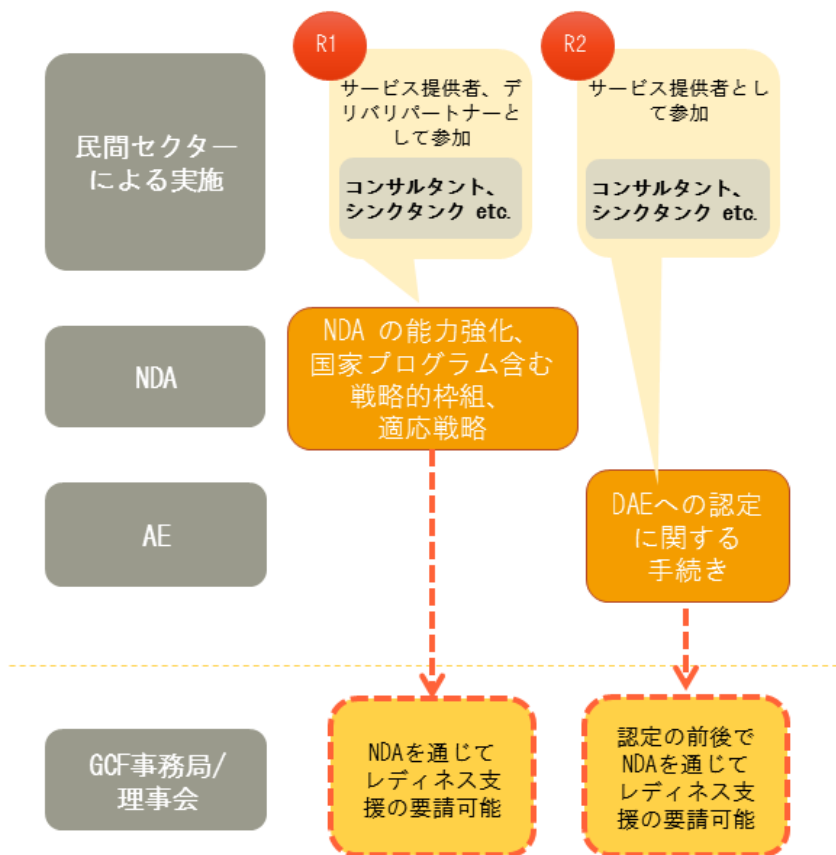 R1
R2
民間セクター
による実施
サービス提供者、デ
リバリパートナーと
して参加
コンサルタント、
シンクタンク etc.
サービス提供者とし
て参加
コンサルタント、
シンクタンク etc.
NDA
NDA の能力強化、
国家プログラム含む
戦略的枠組、
適応戦略
AE
DAEへの認定
に関する
手続き
GCF事務局/
理事会
NDAを通じて
レディネス支
援の要請可能
認定の前後で
NDAを通じて
レディネス支
援の要請可能